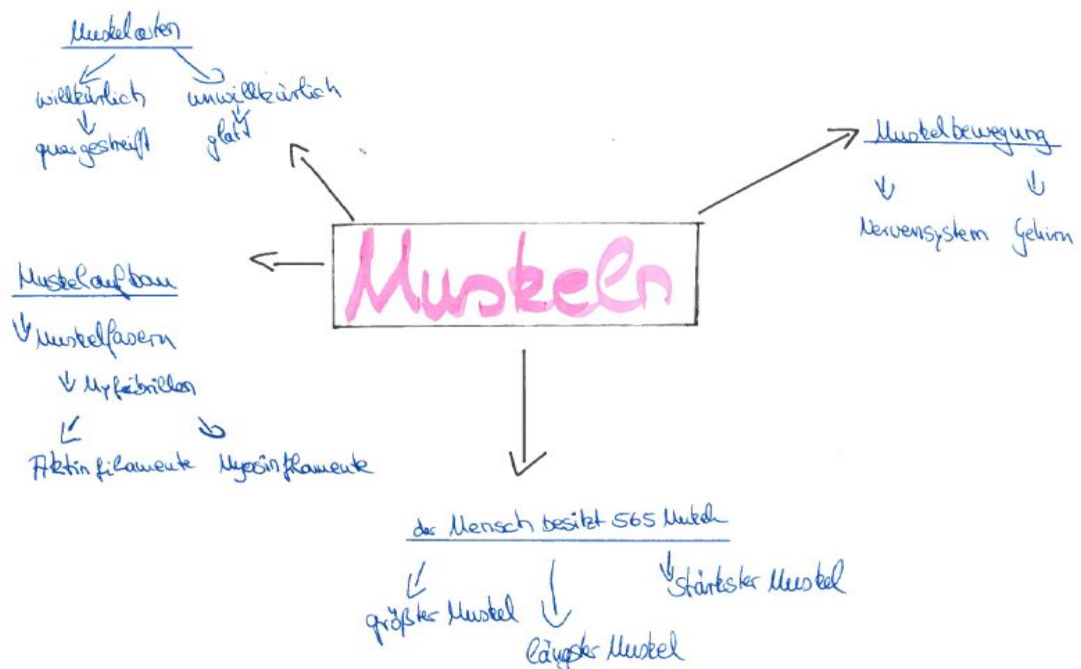 Muskelarten
willkürlich unwillkürlich
quergestreift glatt
Muskelbewegung
Nervensystem Gehirn
Muskeln
Muskelaufbau
Muskelfasern
Myfibrillen
Aktinfilamente Myosinfilamente
der Mensch besitzt 565 Muskeln
größter Muskel
längster Muskel
stärkster Muskel